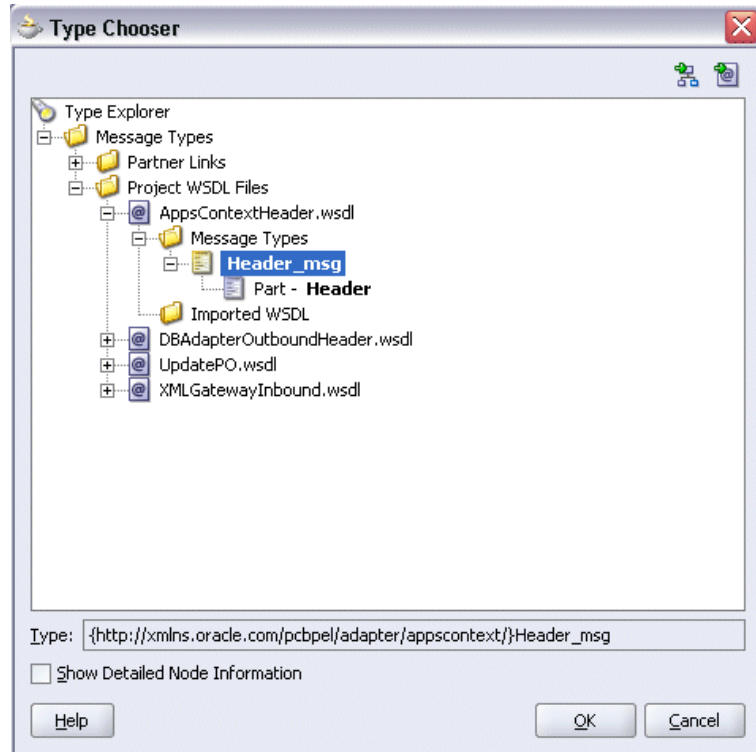 Type Chooser
Type Explorer
Message Types
Partner Links
Project WSDL Files
AppsContextHeader.wsdl
Message Types
Header_msg
Part - Header
Imported WSDL
DBAdapterOutboundHeader.wsdl
UpdatePO.wsdl
XMLGatewayInbound.wsdl
Type: {http://xmlns.oracle.com/pcbpel/adapter/appscontext/}Header_msg
Show Detailed Node Information
Help OK Cancel